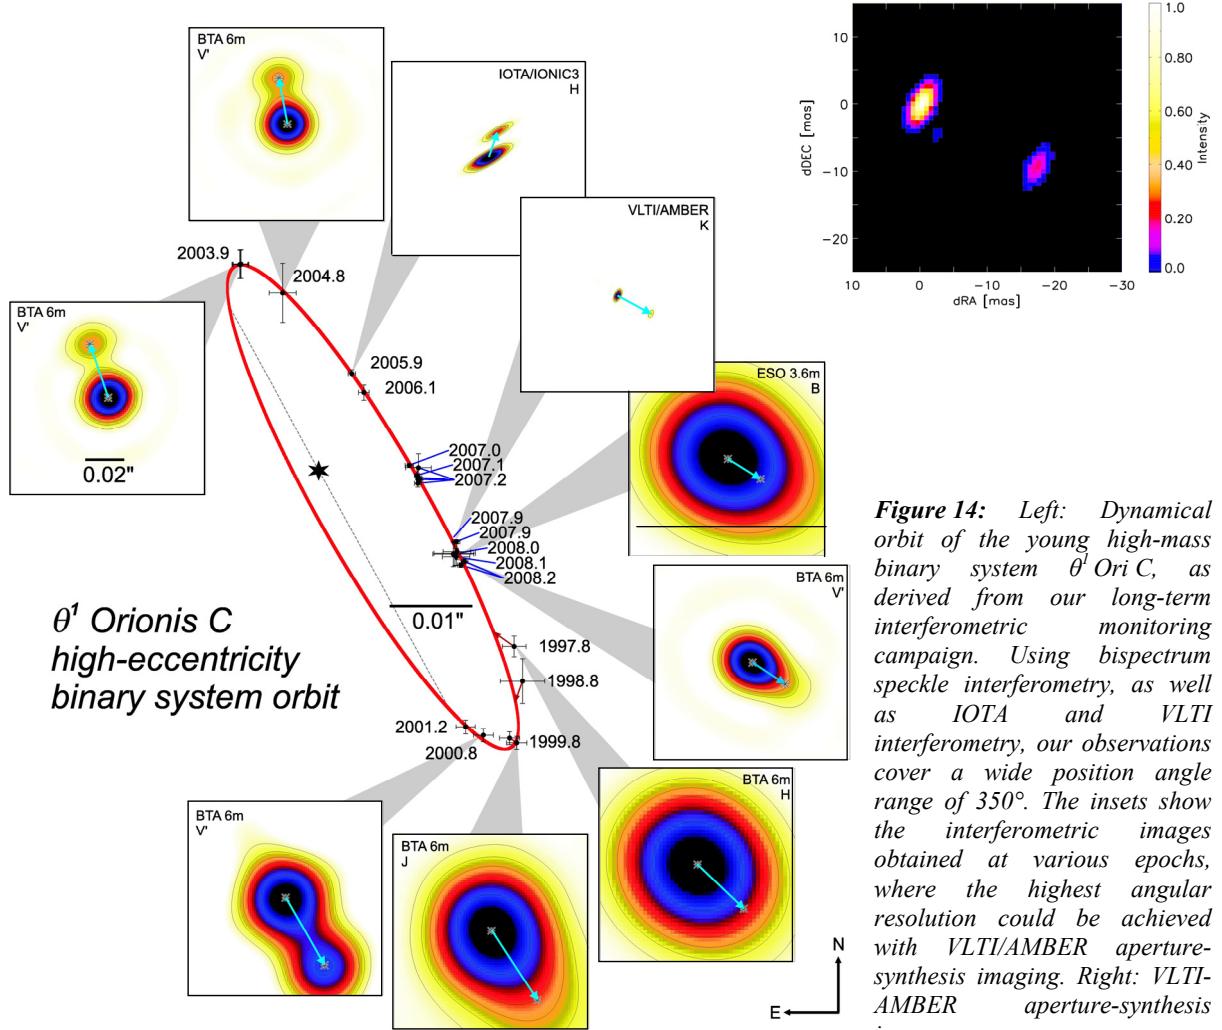 BTA 6m
V'
IOTA/IONIC3
H
VLTI/AMBER
K
2003.9
2004.8
BTA 6m
V'
0.02"
2005.9
2006.1
ESO 3.6m
B
2007.0
2007.1
2007.2
2007.9
2007.9
2008.0
2008.1
2008.2
0.01"
BTA 6m
V'
θ¹ Orionis C
high-eccentricity
binary system orbit
1997.8
1998.8
2001.2
2000.8
1999.8
BTA 6m
V'
BTA 6m
J
BTA 6m
H
N
E
10
0
-10
-20
dDEC [mas]
10
0
-10
-20
-30
dRA [mas]
1.0
0.80
0.60
0.40
0.20
0.0
Intensity
Figure 14: Left: Dynamical
orbit of the young high-mass
binary system θ¹ Ori C, as
derived from our long-term
interferometric monitoring
campaign. Using bispectrum
speckle interferometry, as well
as IOTA and VLTI
interferometry, our observations
cover a wide position angle
range of 350°. The insets show
the interferometric images
obtained at various epochs,
where the highest angular
resolution could be achieved
with VLTI/AMBER aperture-
synthesis imaging. Right: VLTI-
AMBER aperture-synthesis